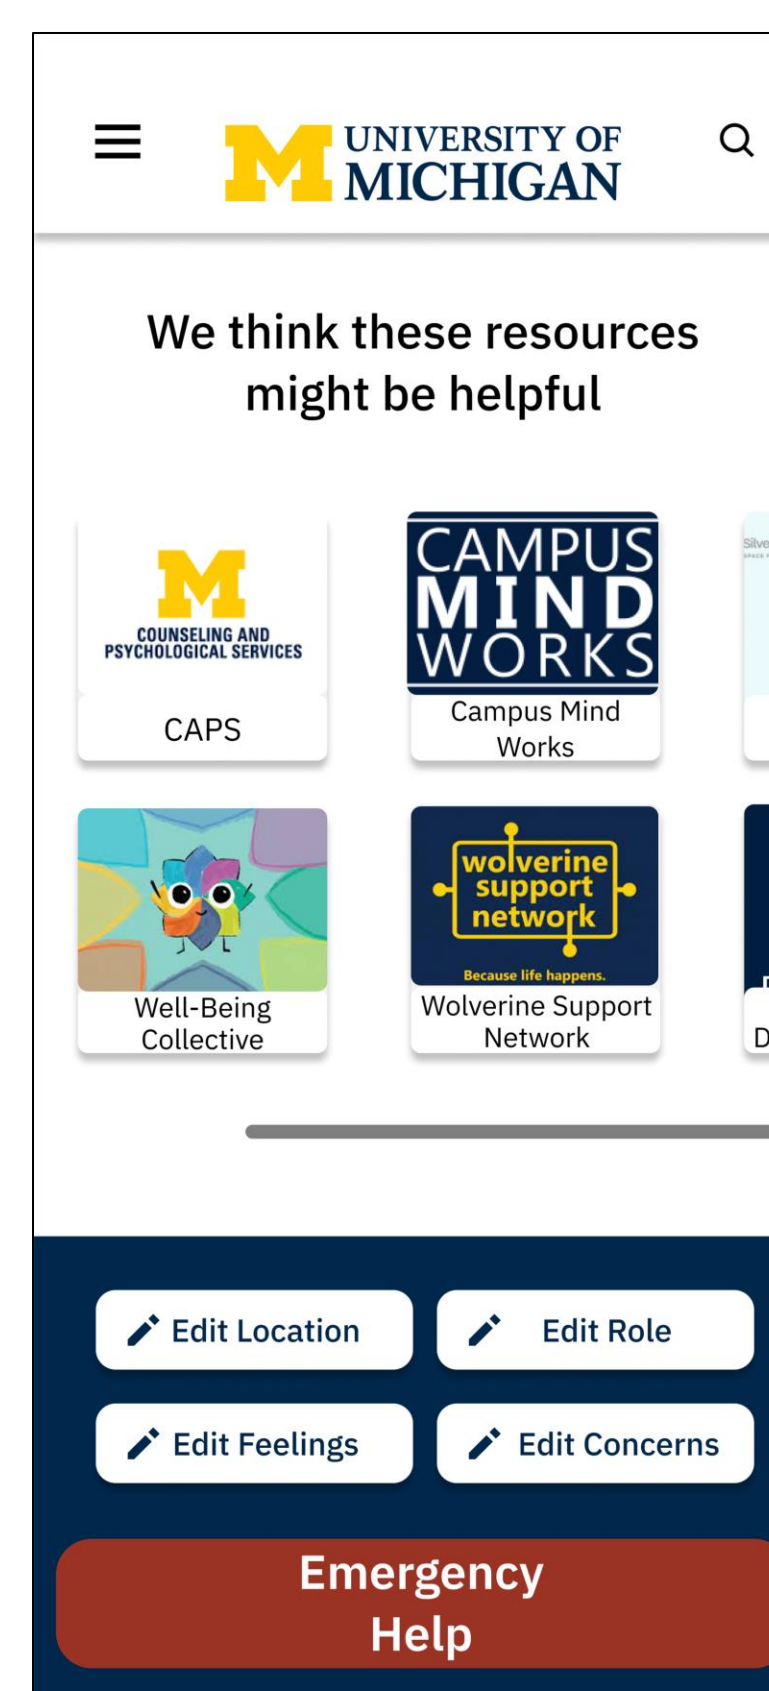 UNIVERSITY OF
MICHIGAN
We think these resources
might be helpful
COUNSELING AND
PSYCHOLOGICAL SERVICES
CAPS
CAMPUS
MIND
WORKS
Campus Mind
Works
Well-Being
Collective
wolverine
support
network
Because life happens.
Wolverine Support
Network
Edit Location
Edit Role
Edit Feelings
Edit Concerns
Emergency
Help